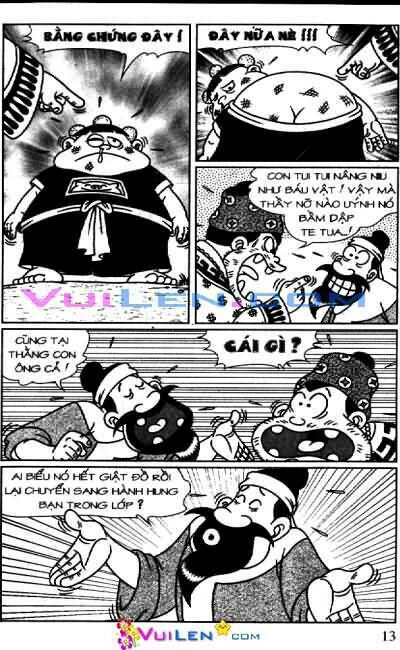 BẰNG CHỨNG ĐÂY!
ĐÂY NỮA NÈ!!!
CON TUI TUI NÂNG NIU
NHƯ BÁU VẬT! VẬY MÀ
THẦY NỠ NÀO UÝNH NÓ
BẦM DẬP
TE TUA..!
VUILEN.COM
CŨNG TẠI
THẰNG CON
ÔNG CẢ!
CÁI GÌ?
AI BIỂU NÓ HẾT GIẬT ĐỒ RỒI
LẠI CHUYỂN SANG HÀNH HUNG
BẠN TRONG LỚP?
13
VUILEN.COM